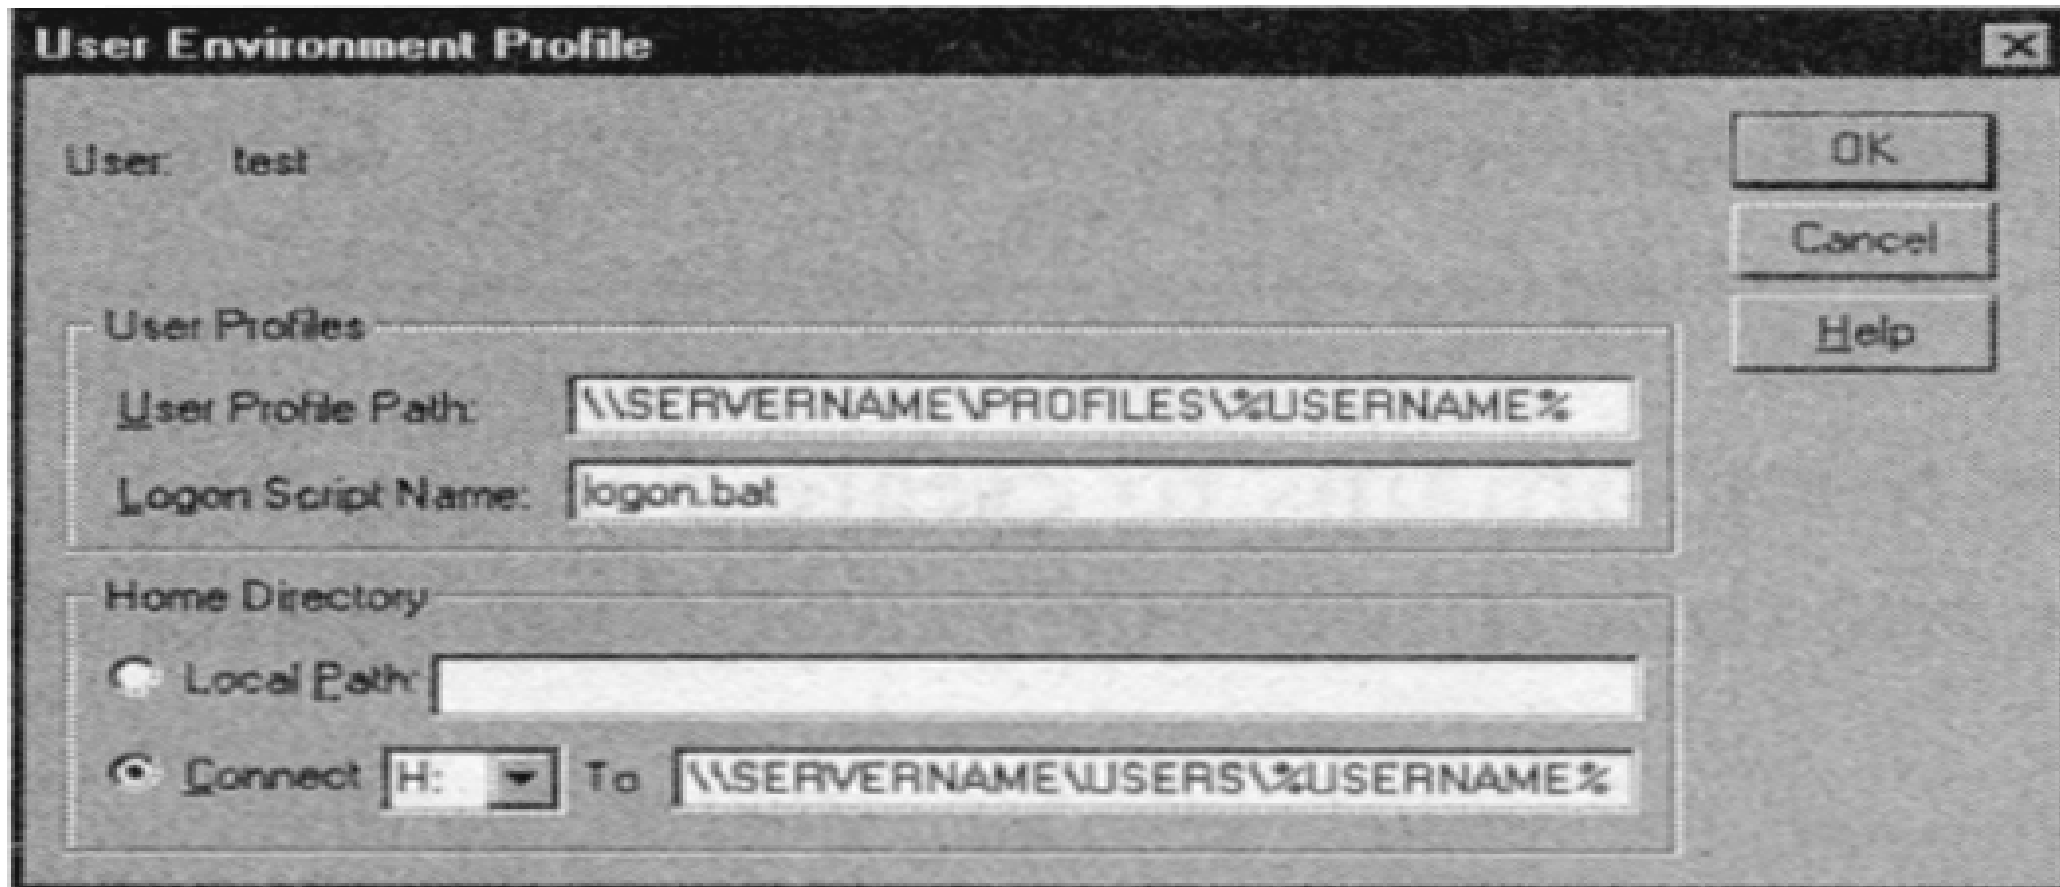 User Environment Profile
User: test
OK
Cancel
Help
User Profiles
User Profile Path: \\SERVERNAME\PROFILES\%USERNAME%
Logon Script Name: logon.bat
Home Directory
Local Path:
Connect H: To \\SERVERNAME\USERS\%USERNAME%